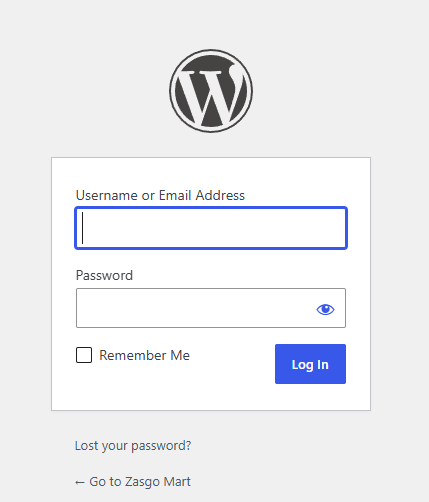 Username or Email Address
Password
Remember Me
Log In
Lost your password?
← Go to Zasgo Mart